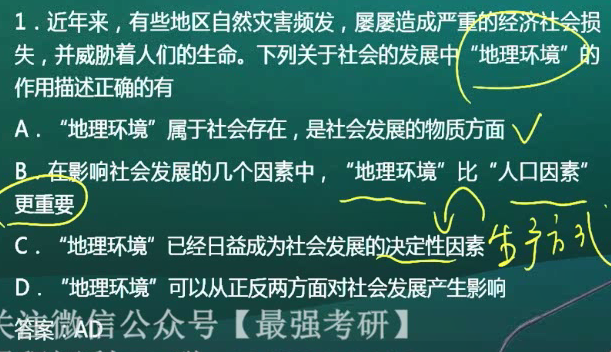 1．近年来，有些地区自然灾害频发，屡屡造成严重的经济社会损
失，并威胁着人们的生命。下列关于社会的发展中“地理环境”的
作用描述正确的有
A．“地理环境”属于社会存在，是社会发展的物质方面
B．在影响社会发展的几个因素中，“地理环境”比“人口因素”
更重要
C．“地理环境”已经日益成为社会发展的决定性因素
生产方式
D．“地理环境”可以从正反两方面对社会发展产生影响
关注微信公众号【最强考研】
答案 AD